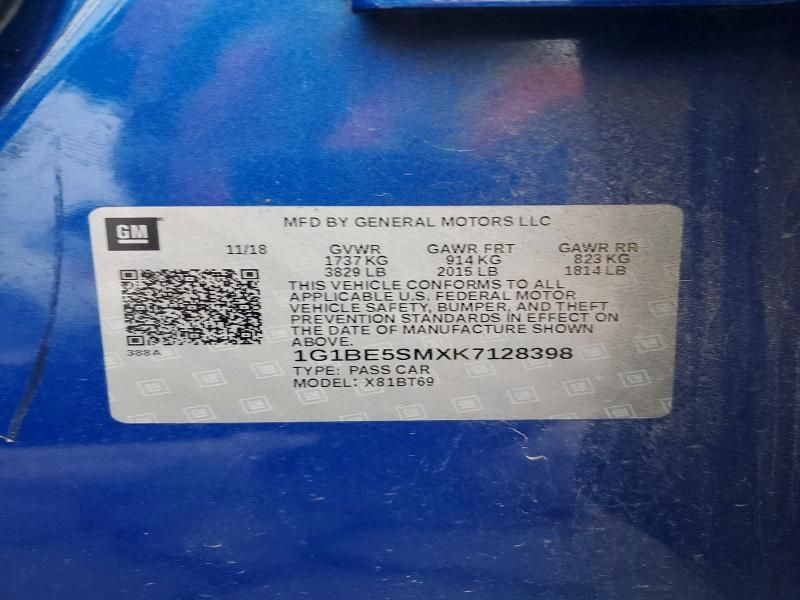 GM
MFD BY GENERAL MOTORS LLC
11/18 GVWR GAWR FRT GAWR RR
1737 KG 914 KG 823 KG
3829 LB 2015 LB 1814 LB
THIS VEHICLE CONFORMS TO ALL
APPLICABLE U.S. FEDERAL MOTOR
VEHICLE SAFETY, BUMPER, AND THEFT
PREVENTION STANDARDS IN EFFECT ON
THE DATE OF MANUFACTURE SHOWN
ABOVE.
388A
1G1BE5SMXK7128398
TYPE: PASS CAR
MODEL: X81BT69